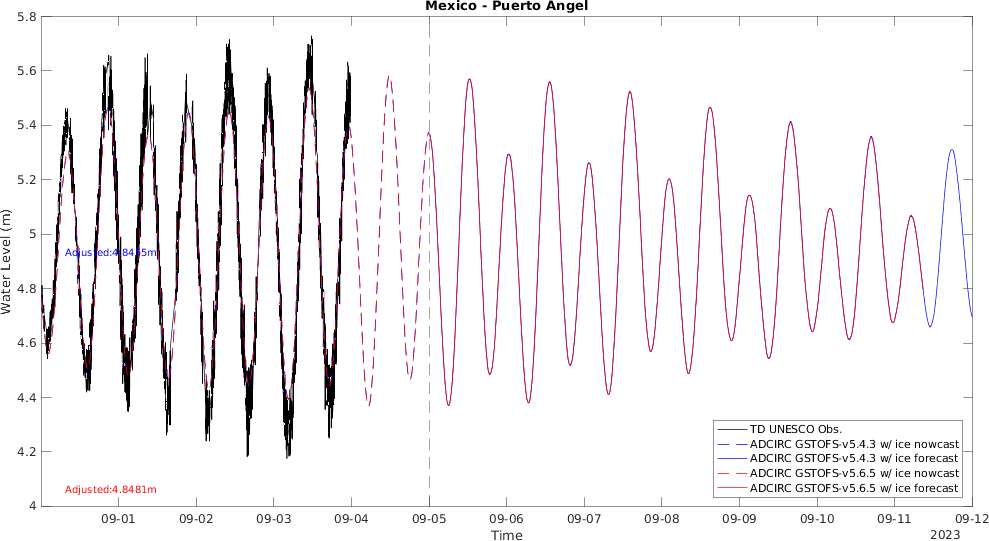 Mexico - Puerto Angel
5.8
5.6
5.4
5.2
5
4.8
4.6
4.4
4.2
4
Water Level (m)
Adjusted:4.8455m
Adjusted:4.8481m
TD UNESCO Obs.
ADCIRC GSTOFS-v5.4.3 w/ ice nowcast
ADCIRC GSTOFS-v5.4.3 w/ ice forecast
ADCIRC GSTOFS-v5.6.5 w/ ice nowcast
ADCIRC GSTOFS-v5.6.5 w/ ice forecast
09-01 09-02 09-03 09-04 09-05 09-06 09-07 09-08 09-09 09-10 09-11 09-12
Time
2023